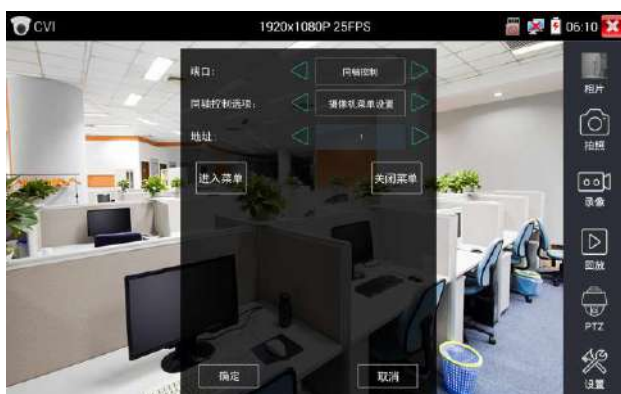 CVI 1920x1080P 25FPS 06:10
端口: 同轴控制
同轴控制选项: 摄像机菜单设置
地址 1
进入菜单 关闭菜单
确定 取消
相片
拍照
录像
回放
PTZ
设置